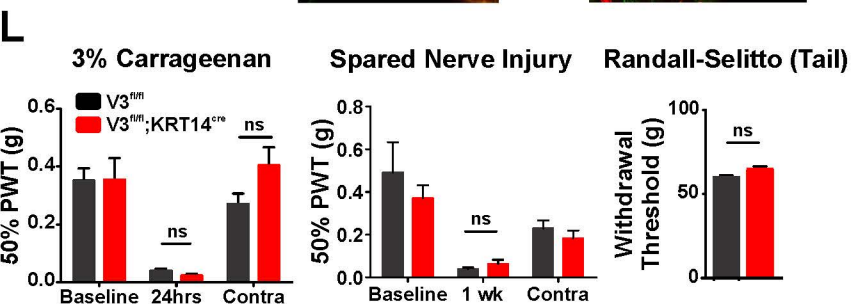 L
3% Carrageenan
50% PWT (g)
0.6
0.4
0.2
0.0
V3fl/fl
V3fl/fl;KRT14cre
ns
ns
Baseline 24hrs Contra
Spared Nerve Injury
50% PWT (g)
0.8
0.6
0.4
0.2
0.0
ns
Baseline 1 wk Contra
Randall-Selitto (Tail)
Withdrawal
Threshold (g)
100
50
0
ns